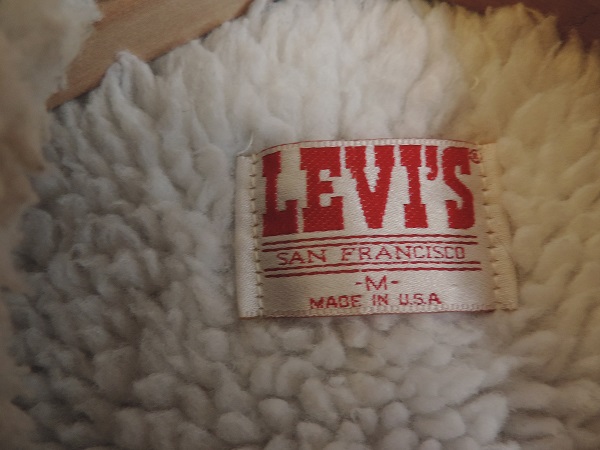 LEVI'S®
SAN FRANCISCO
-M-
MADE IN U.S.A